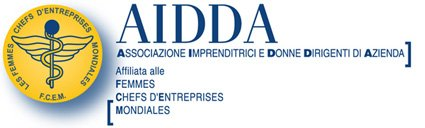 LES FEMMES CHEFS D'ENTREPRISES MONDIALES
F.C.E.M.
AIDDA
ASSOCIAZIONE IMPRENDITRICI E DONNE DIRIGENTI DI AZIENDA]
Affiliata alle
FEMMES
CHEFS D'ENTREPRISES
[MONDIALES